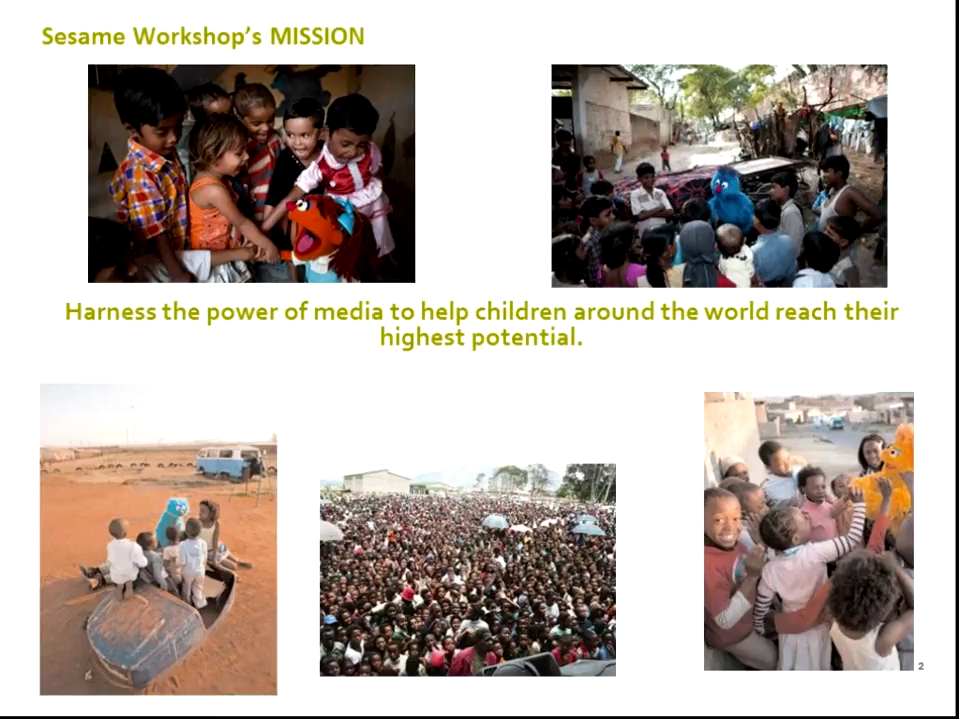 Sesame Workshop's MISSION
Harness the power of media to help children around the world reach their
highest potential.
2